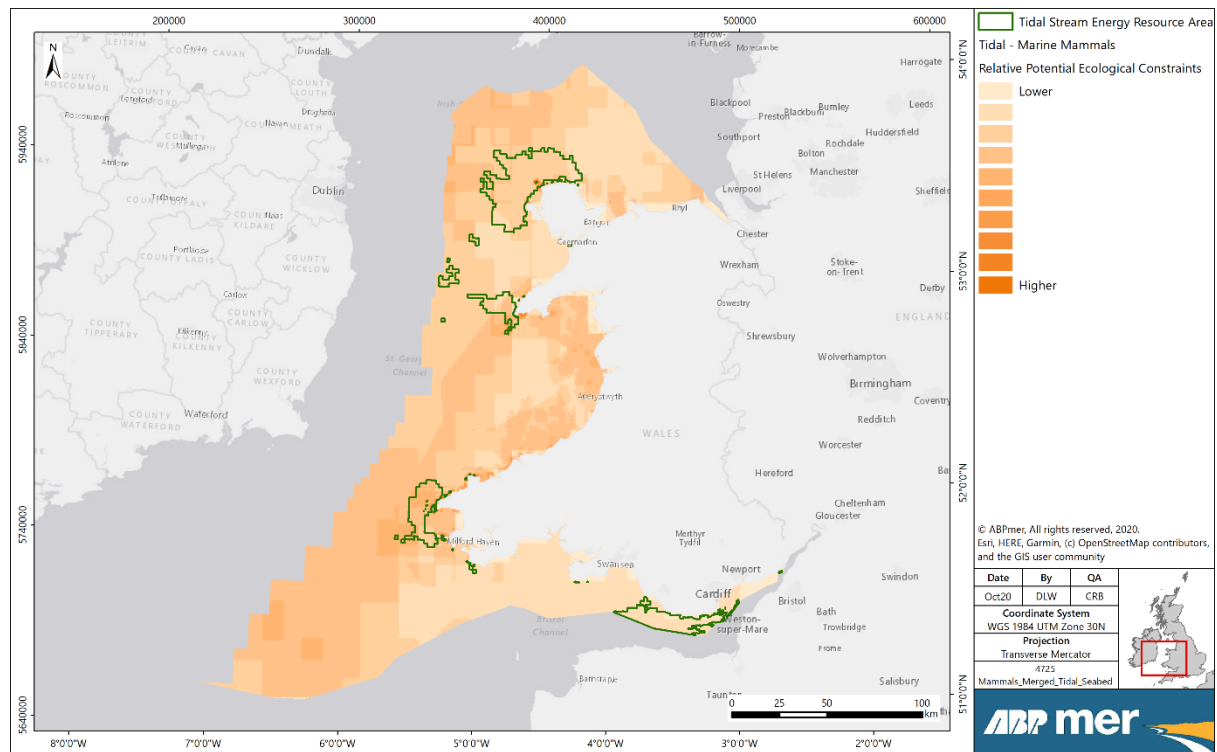 200000 300000 400000 500000 600000
N
COUNTY LEITRIM
Cavan
COUNTY CAVAN
Dundalk
COUNTY ROSCOMMON
Longford
Drogheda
Navan
Mullingar
Athlone
Dublin
Tullamore
Naas
COUNTY KILDARE
Portlaoise
COUNTY LAOIS
COUNTY WICKLOW
Carlow
COUNTY CARLOW
COUNTY TIPPERARY
Kilkenny
COUNTY KILKENNY
COUNTY WEXFORD
Waterford
COUNTY WATERFORD
St. George
Channel
Barrow-
in-Furness
Morecambe
Harrogate
Blackpool
Preston
Blackburn
Burnley
Leeds
Southport
Huddersfield
Rochdale
Bolton
St Helens
Manchester
Liverpool
Sheffield
Rhyl
Bangor
Caernarfon
Chester
Wrexham
Stoke-
on-Trent
Derby
Oswestry
ENGLAND
Shrewsbury
Wolverhampton
Birmingham
Coventry
Redditch
Aberystwyth
WALES
Worcester
Hereford
Cheltenham
Gloucester
Merthyr
Tydfil
Milford Haven
Swansea
Newport
Swindon
Cardiff
Bristol
Weston-
super-Mare
Bath
Trowbridge
Frome
Bristol
Channel
Barnstaple
Taunton
Salisbury
5940000
5840000
5740000
5640000
54°0'0"N
53°0'0"N
52°0'0"N
51°0'0"N
0 25 50 100
km
8°0'0"W 7°0'0"W 6°0'0"W 5°0'0"W 4°0'0"W 3°0'0"W 2°0'0"W
Tidal Stream Energy Resource Area
Tidal - Marine Mammals
Relative Potential Ecological Constraints
Lower
Higher
© ABPmer, All rights reserved, 2020.
Esri, HERE, Garmin, (c) OpenStreetMap contributors,
and the GIS user community
Date By QA
Oct20 DLW CRB
Coordinate System
WGS 1984 UTM Zone 30N
Projection
Transverse Mercator
4725
Mammals_Merged_Tidal_Seabed
ABPmer